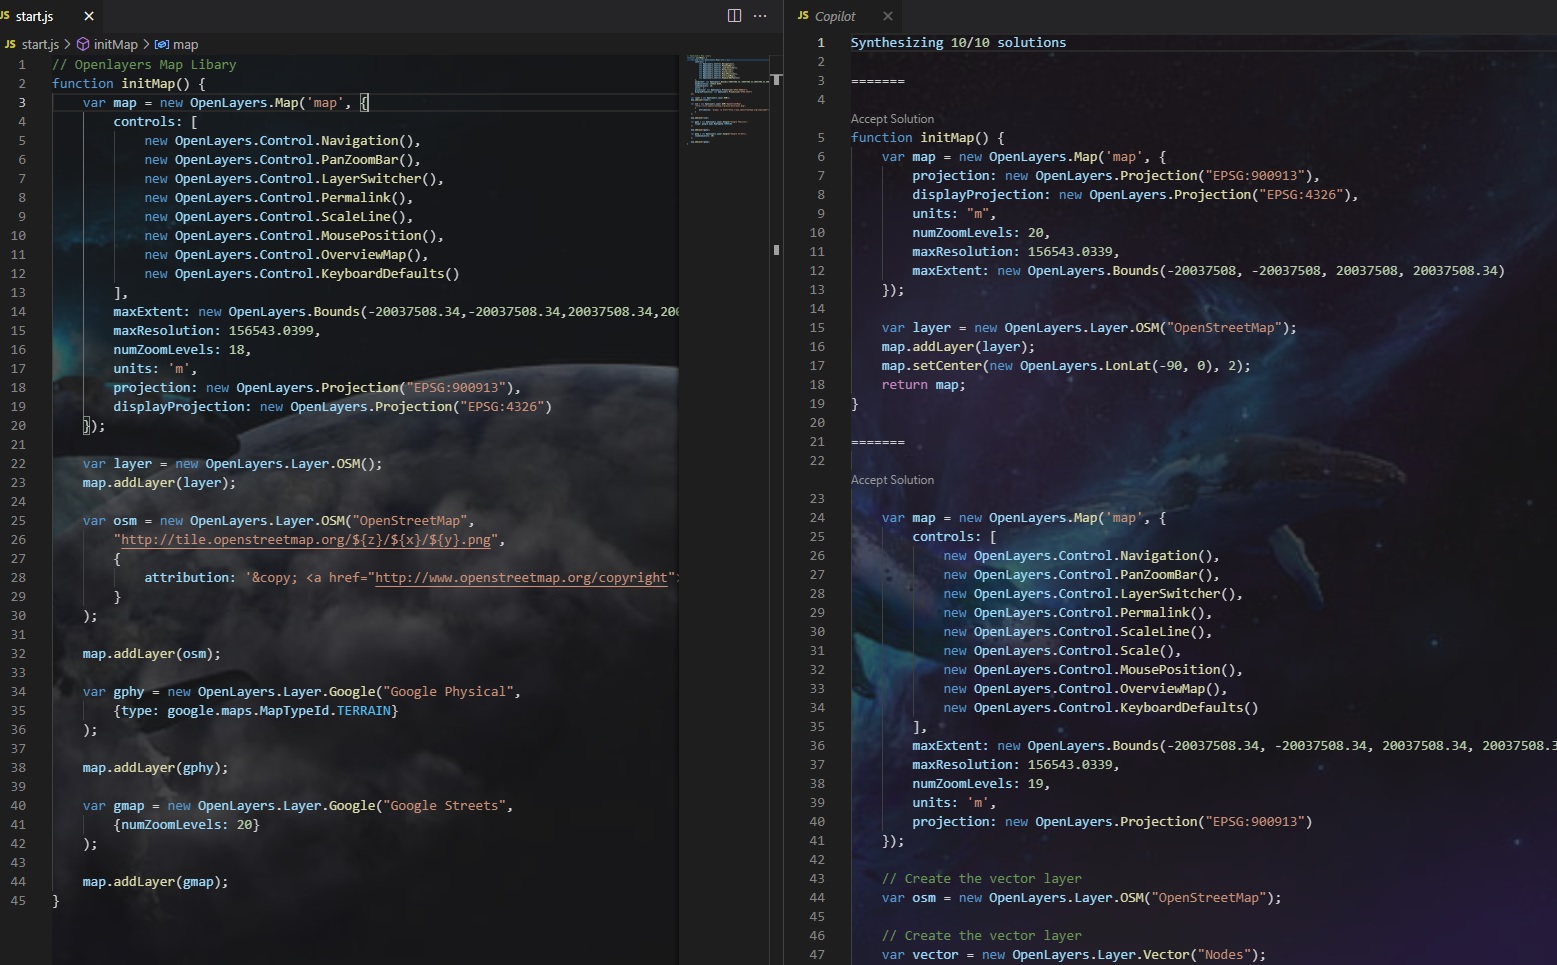 JS start.js ×
JS start.js > initMap > map
1 // Openlayers Map Libary
2 function initMap() {
3 var map = new OpenLayers.Map('map', {
4 controls: [
5 new OpenLayers.Control.Navigation(),
6 new OpenLayers.Control.PanZoomBar(),
7 new OpenLayers.Control.LayerSwitcher(),
8 new OpenLayers.Control.Permalink(),
9 new OpenLayers.Control.ScaleLine(),
10 new OpenLayers.Control.MousePosition(),
11 new OpenLayers.Control.OverviewMap(),
12 new OpenLayers.Control.KeyboardDefaults()
13 ],
14 maxExtent: new OpenLayers.Bounds(-20037508.34,-20037508.34,20037508.34,200
15 maxResolution: 156543.0399,
16 numZoomLevels: 18,
17 units: 'm',
18 projection: new OpenLayers.Projection("EPSG:900913"),
19 displayProjection: new OpenLayers.Projection("EPSG:4326")
20 });
21
22 var layer = new OpenLayers.Layer.OSM();
23 map.addLayer(layer);
24
25 var osm = new OpenLayers.Layer.OSM("OpenStreetMap",
26 "http://tile.openstreetmap.org/${z}/${x}/${y}.png",
27 {
28 attribution: '&copy; <a href="http://www.openstreetmap.org/copyright">
29 }
30 );
31
32 map.addLayer(osm);
33
34 var gphy = new OpenLayers.Layer.Google("Google Physical",
35 {type: google.maps.MapTypeId.TERRAIN}
36 );
37
38 map.addLayer(gphy);
39
40 var gmap = new OpenLayers.Layer.Google("Google Streets",
41 {numZoomLevels: 20}
42 );
43
44 map.addLayer(gmap);
45 }
JS Copilot ×
1 Synthesizing 10/10 solutions
2
3 =======
4
Accept Solution
5 function initMap() {
6 var map = new OpenLayers.Map('map', {
7 projection: new OpenLayers.Projection("EPSG:900913"),
8 displayProjection: new OpenLayers.Projection("EPSG:4326"),
9 units: "m",
10 numZoomLevels: 20,
11 maxResolution: 156543.0339,
12 maxExtent: new OpenLayers.Bounds(-20037508, -20037508, 20037508, 20037508.34)
13 });
14
15 var layer = new OpenLayers.Layer.OSM("OpenStreetMap");
16 map.addLayer(layer);
17 map.setCenter(new OpenLayers.LonLat(-90, 0), 2);
18 return map;
19 }
20
21 =======
22
Accept Solution
23
24 var map = new OpenLayers.Map('map', {
25 controls: [
26 new OpenLayers.Control.Navigation(),
27 new OpenLayers.Control.PanZoomBar(),
28 new OpenLayers.Control.LayerSwitcher(),
29 new OpenLayers.Control.Permalink(),
30 new OpenLayers.Control.ScaleLine(),
31 new OpenLayers.Control.Scale(),
32 new OpenLayers.Control.MousePosition(),
33 new OpenLayers.Control.OverviewMap(),
34 new OpenLayers.Control.KeyboardDefaults()
35 ],
36 maxExtent: new OpenLayers.Bounds(-20037508.34, -20037508.34, 20037508.34, 20037508.3
37 maxResolution: 156543.0339,
38 numZoomLevels: 19,
39 units: 'm',
40 projection: new OpenLayers.Projection("EPSG:900913")
41 });
42
43 // Create the vector layer
44 var osm = new OpenLayers.Layer.OSM("OpenStreetMap");
45
46 // Create the vector layer
47 var vector = new OpenLayers.Layer.Vector("Nodes");